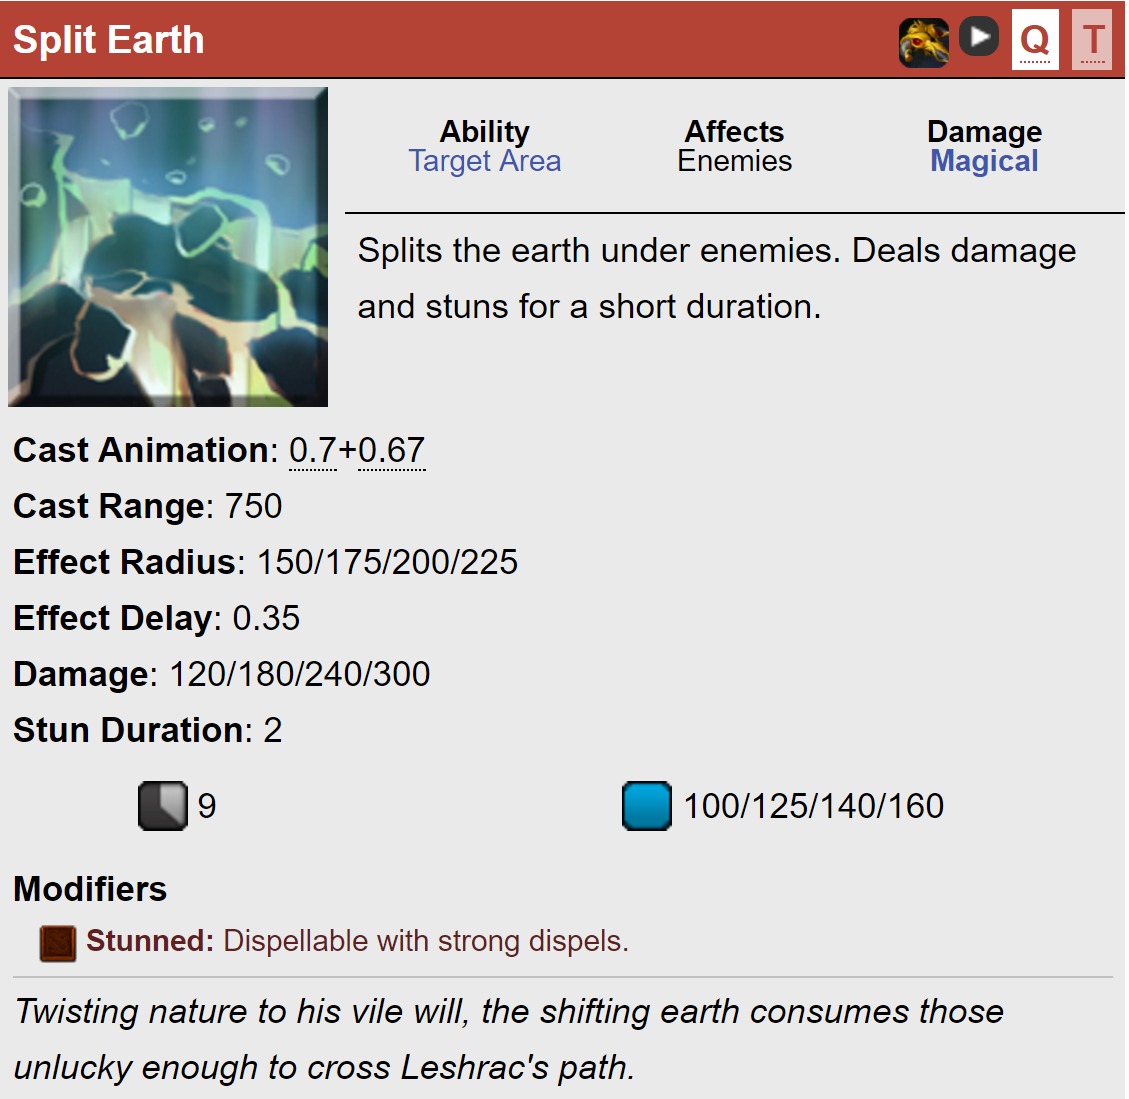 Split Earth Q T
Ability Affects Damage
Target Area Enemies Magical
Splits the earth under enemies. Deals damage
and stuns for a short duration.
Cast Animation: 0.7+0.67
Cast Range: 750
Effect Radius: 150/175/200/225
Effect Delay: 0.35
Damage: 120/180/240/300
Stun Duration: 2
9 100/125/140/160
Modifiers
Stunned: Dispellable with strong dispels.
Twisting nature to his vile will, the shifting earth consumes those
unlucky enough to cross Leshrac's path.